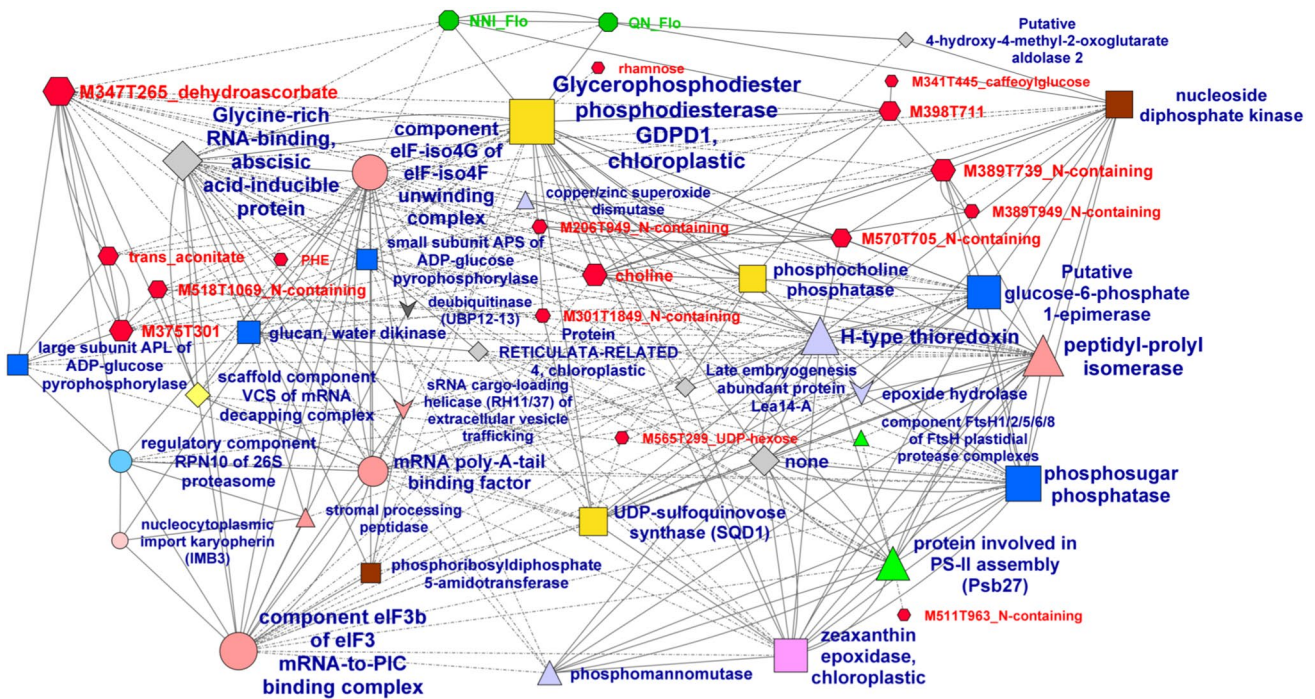 NNI_Flo
QN_Flo
Putative
4-hydroxy-4-methyl-2-oxoglutarate
aldolase 2
rhamnose
M347T265_dehydroascorbate
Glycerophosphodiester
phosphodiesterase
GDPD1,
chloroplastic
M341T445_caffeoylglucose
M398T711
nucleoside
diphosphate kinase
Glycine-rich
RNA-binding,
abscisic
acid-inducible
protein
component
eIF-iso4G of
eIF-iso4F
unwinding
complex
M389T739_N-containing
copper/zinc superoxide
dismutase
M389T949_N-containing
M206T949_N-containing
M570T705_N-containing
trans_aconitate
PHE
small subunit APS of
ADP-glucose
pyrophosphorylase
choline
phosphocholine
phosphatase
Putative
glucose-6-phosphate
1-epimerase
M518T1069_N-containing
deubiquitinase
(UBP12-13)
M301T1849_N-containing
M375T301
glucan, water dikinase
Protein
RETICULATA-RELATED
4, chloroplastic
H-type thioredoxin
peptidyl-prolyl
isomerase
large subunit APL of
ADP-glucose
pyrophosphorylase
scaffold component
VCS of mRNA
decapping complex
sRNA cargo-loading
helicase (RH11/37) of
extracellular vesicle
trafficking
Late embryogenesis
abundant protein
Lea14-A
epoxide hydrolase
M565T299_UDP-hexose
component FtsH1/2/5/6/8
of FtsH plastidial
protease complexes
regulatory component
RPN10 of 26S
proteasome
mRNA poly-A-tail
binding factor
none
phosphosugar
phosphatase
nucleocytoplasmic
import karyopherin
(IMB3)
stromal processing
peptidase
UDP-sulfoquinovose
synthase (SQD1)
protein involved in
PS-II assembly
(Psb27)
phosphoribosyldiphosphate
5-amidotransferase
M511T963_N-containing
component eIF3b
of eIF3
mRNA-to-PIC
binding complex
phosphomannomutase
zeaxanthin
epoxidase,
chloroplastic